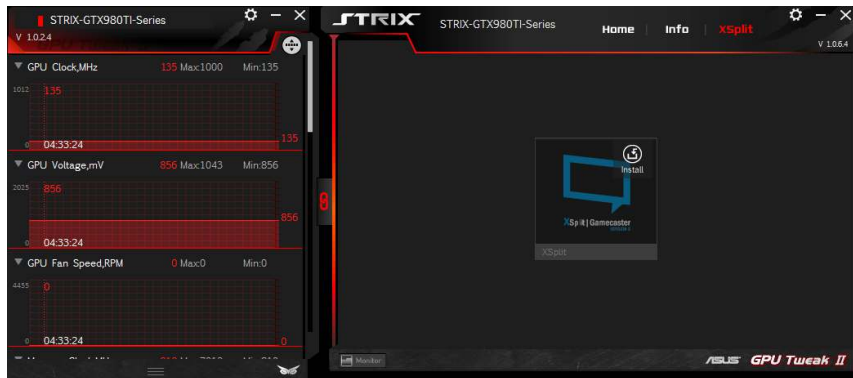 STRIX-GTX980TI-Series
V 1.0.2.4
GPU Clock,MHz 135 Max:1000 Min:135
1012 135
135
0 04:33:24
GPU Voltage,mV 856 Max:1043 Min:856
2025 856
856
0 04:33:24
GPU Fan Speed,RPM 0 Max:0 Min:0
4455 0
0 04:33:24 0
STRIX
STRIX-GTX980TI-Series
Home Info XSplit
V 1.0.6.4
Install
XSplit | Gamecaster
XSplit
Monitor
ASUS GPU Tweak II